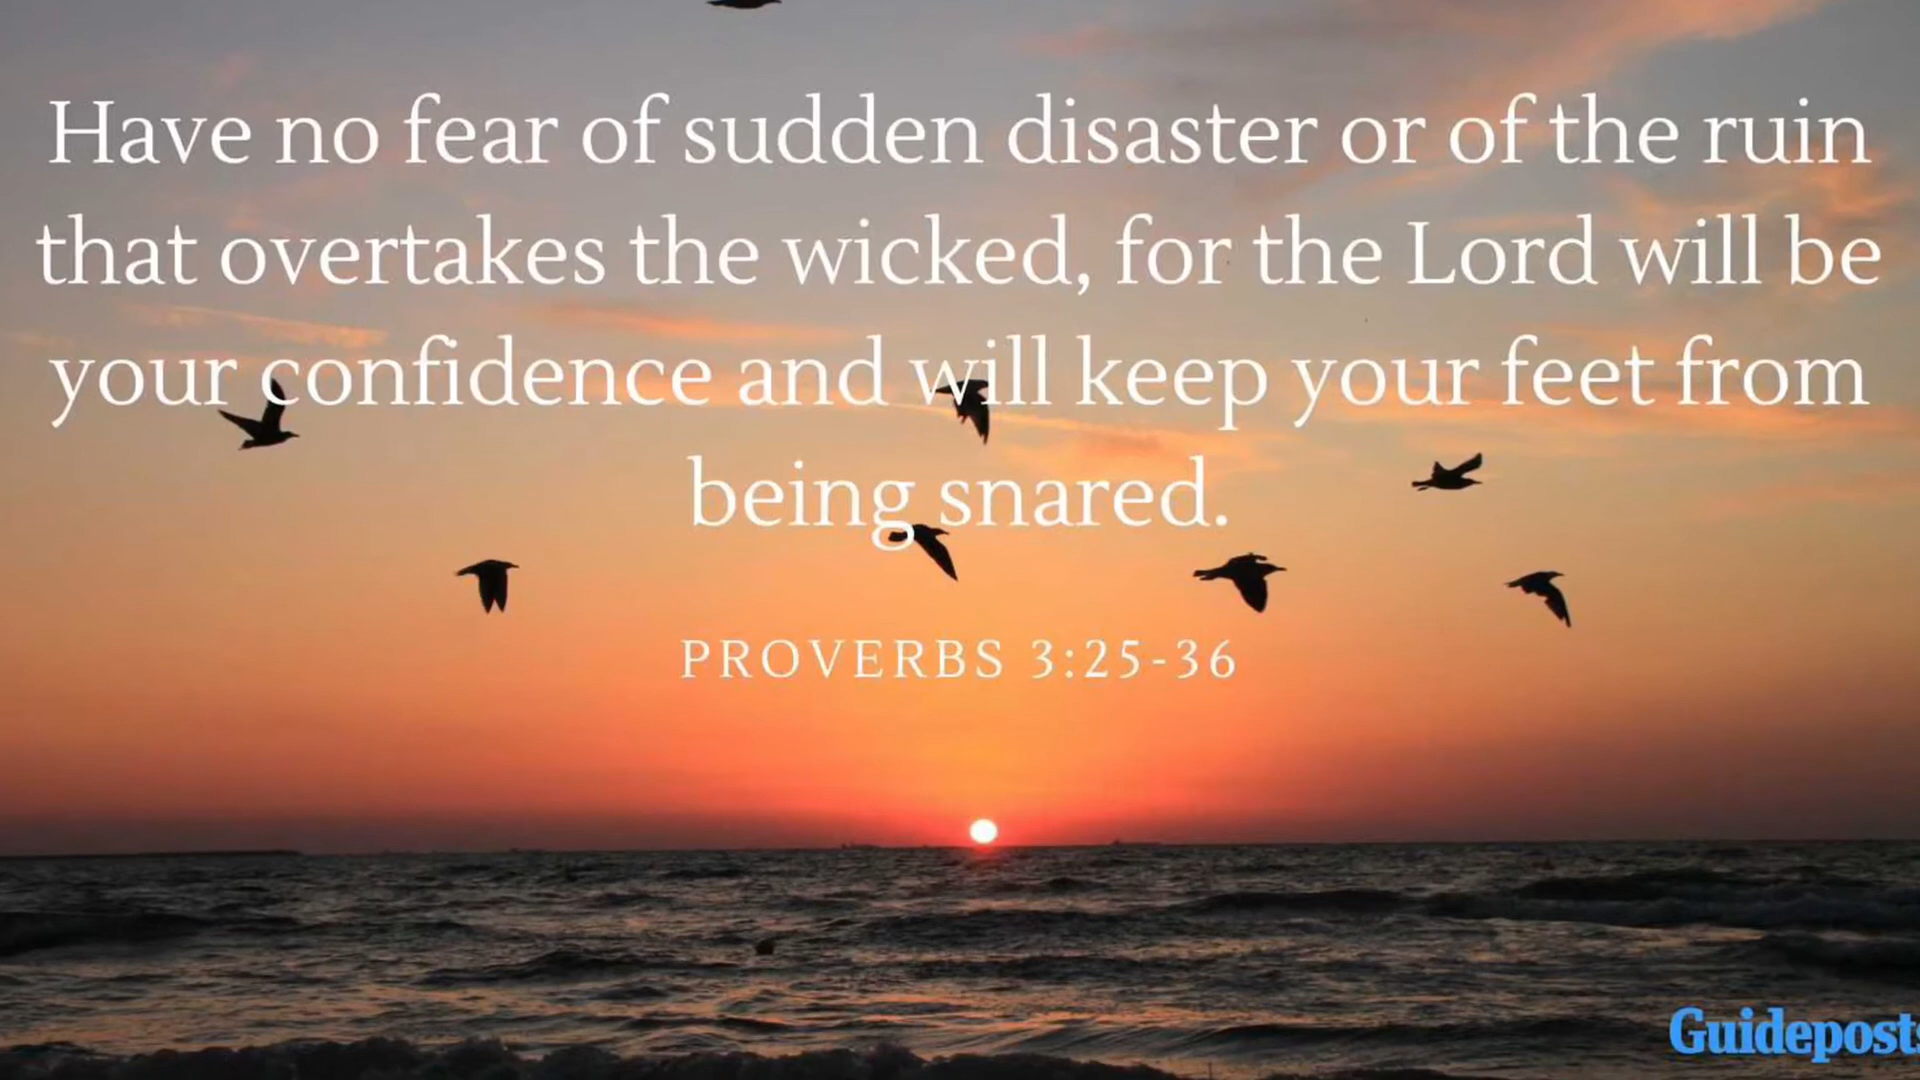 Have no fear of sudden disaster or of the ruin
that overtakes the wicked, for the Lord will be
your confidence and will keep your feet from
being snared.
PROVERBS 3:25-36
Guideposts